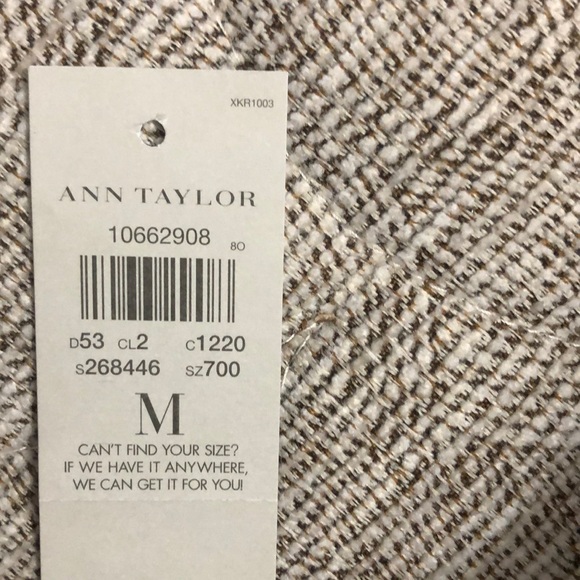 XKR1003
ANN TAYLOR
10662908 80
D53 CL2 C1220
S268446 SZ700
M
CAN'T FIND YOUR SIZE?
IF WE HAVE IT ANYWHERE,
WE CAN GET IT FOR YOU!